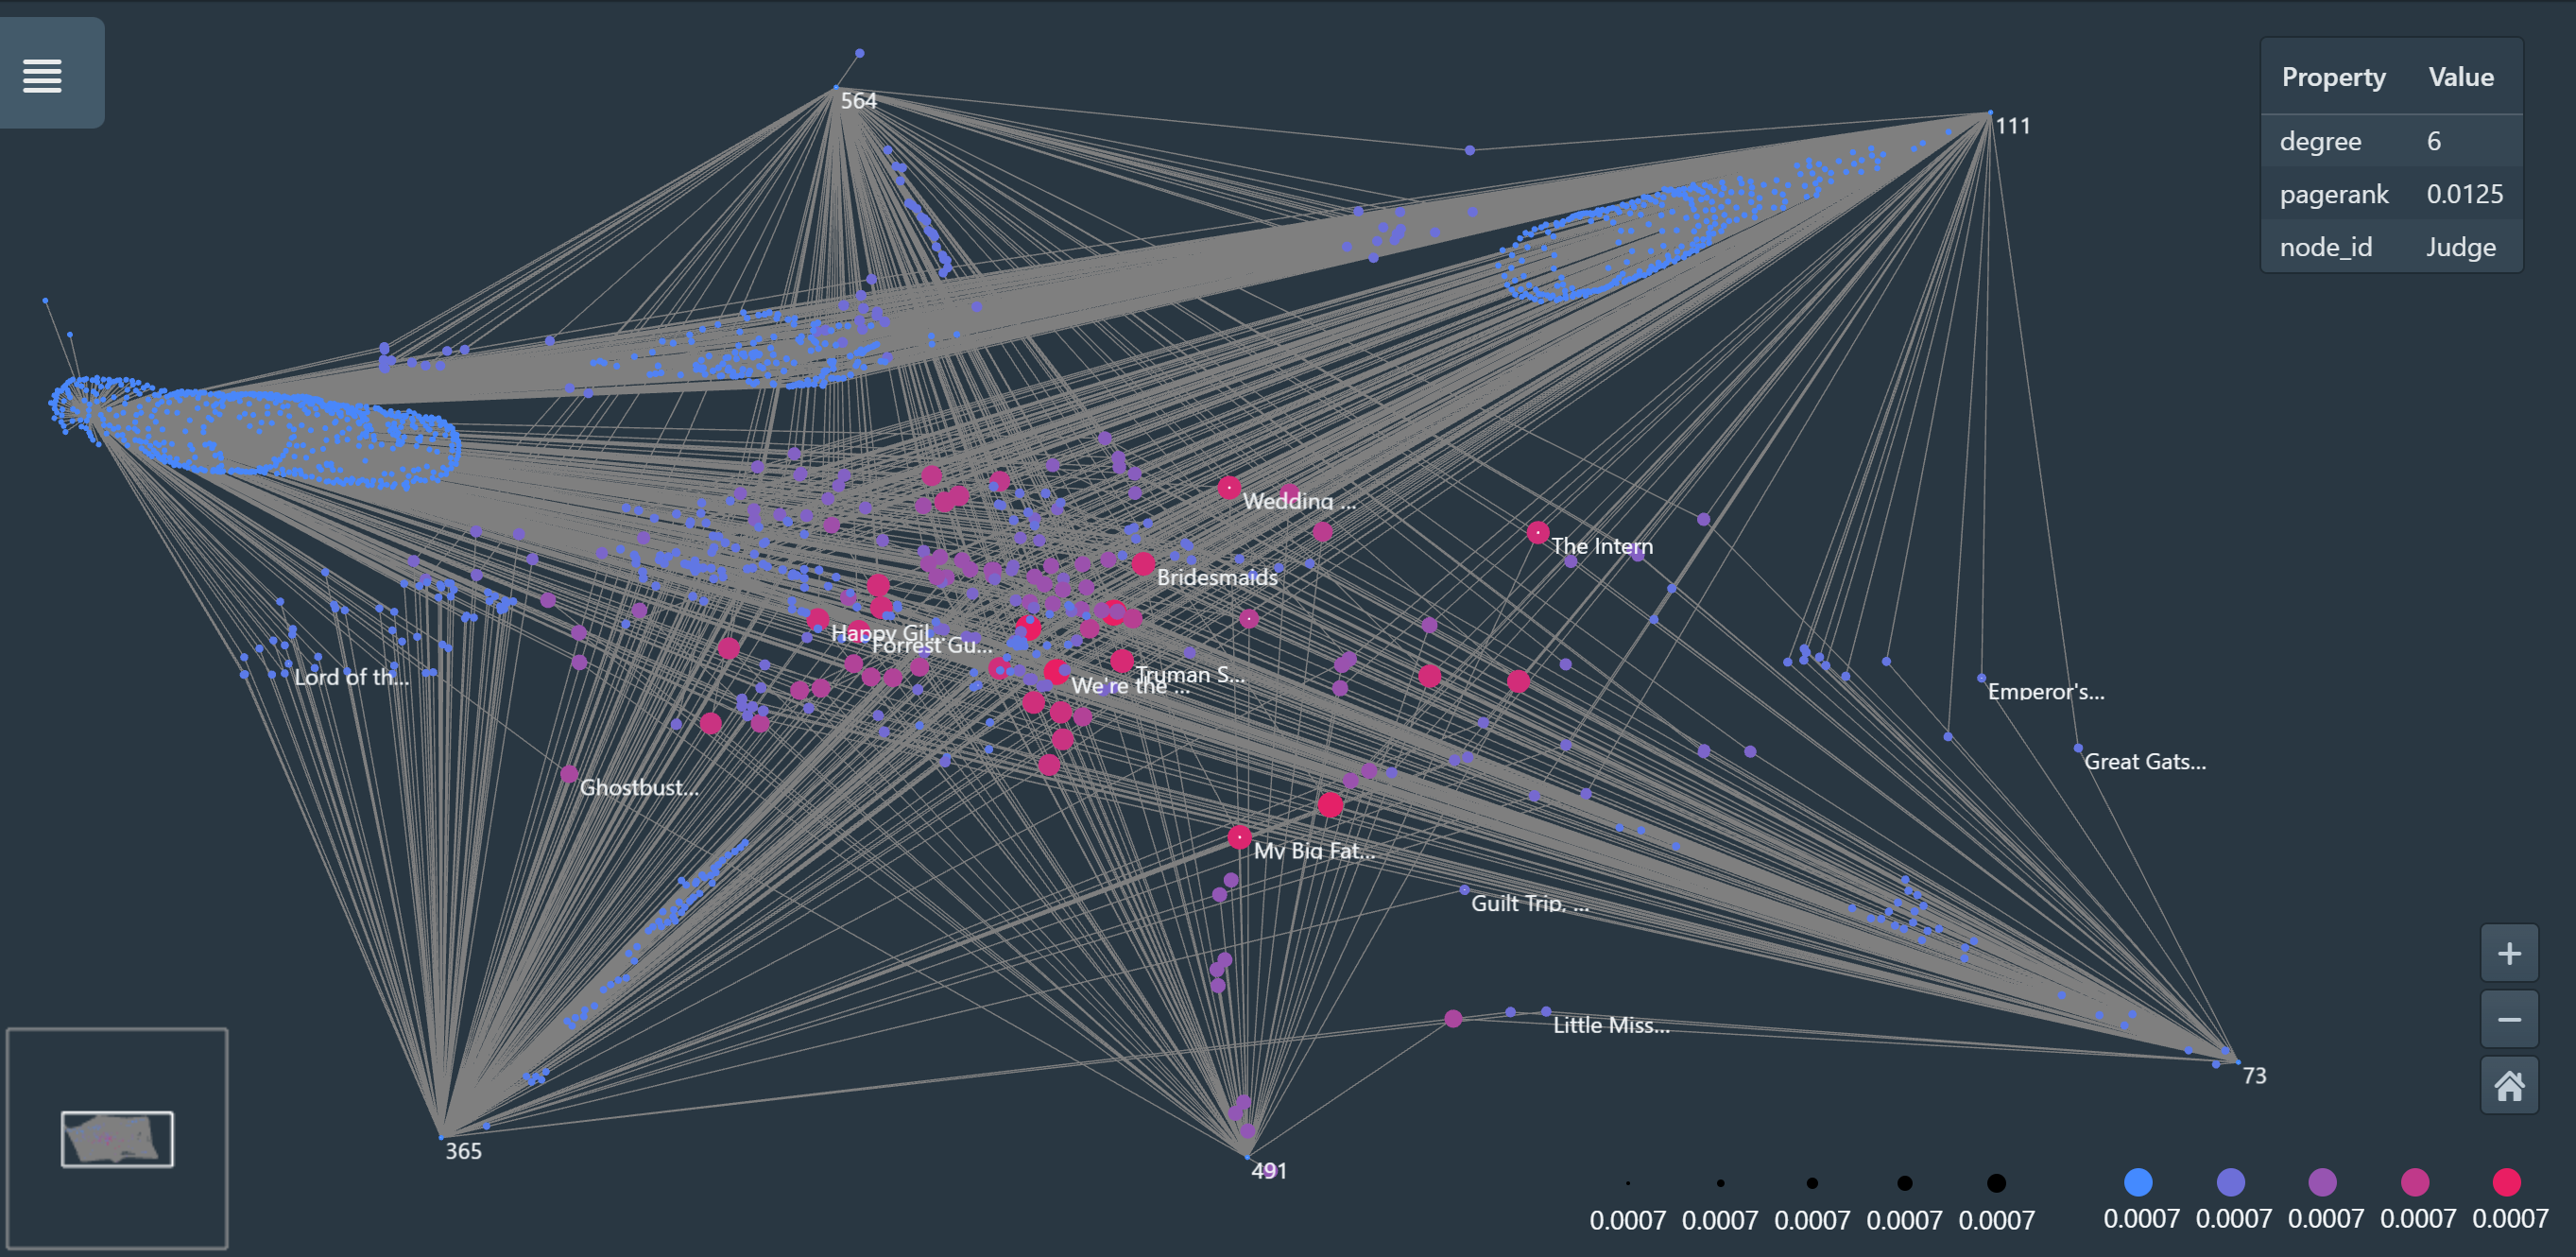 564
111
Property Value
degree 6
pagerank 0.0125
node_id Judge
Wedding ...
The Intern
Bridesmaids
Happy Gil...
Forrest Gu...
Lord of th...
Truman S...
We're the ...
Emperor's...
Great Gats...
Ghostbust...
My Big Fat...
Guilt Trip, ...
Little Miss...
73
365
491
0.0007 0.0007 0.0007 0.0007 0.0007 0.0007 0.0007 0.0007 0.0007 0.0007